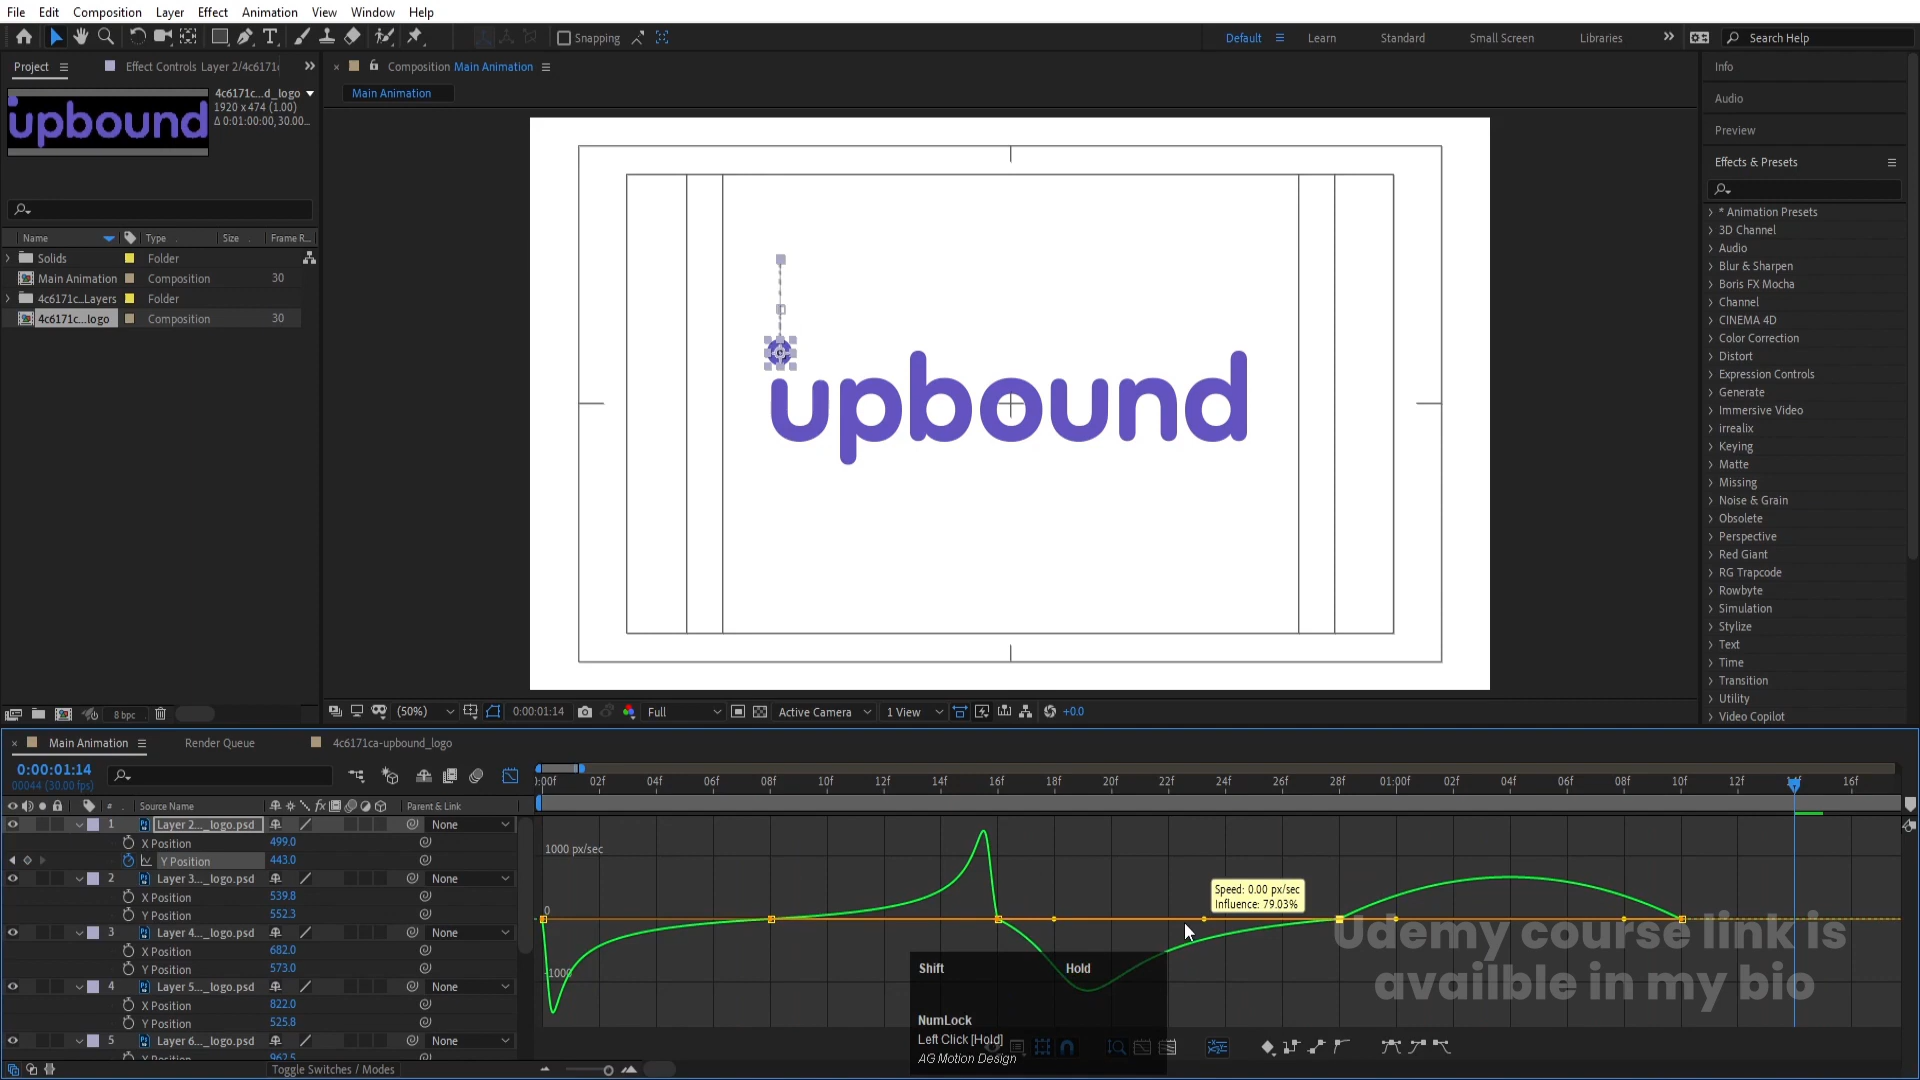 File Edit Composition Layer Effect Animation View Window Help
Snapping Default Learn Standard Small Screen Libraries Search Help
Project Effect Controls Layer 2/4c6171
Composition Main Animation
Main Animation
4c6171c...d_logo
1920 x 474 (1.00)
Δ 0:01:00:00, 30.00...
upbound
Name Type Size Frame R...
Solids Folder
Main Animation Composition 30
4c6171c...Layers Folder
4c6171c...logo Composition 30
8 bpc
upbound
(50%) 0:00:01:14 Full Active Camera 1 View +0.0
Info
Audio
Preview
Effects & Presets
* Animation Presets
3D Channel
Audio
Blur & Sharpen
Boris FX Mocha
Channel
CINEMA 4D
Color Correction
Distort
Expression Controls
Generate
Immersive Video
irrealix
Keying
Matte
Missing
Noise & Grain
Obsolete
Perspective
Red Giant
RG Trapcode
Rowbyte
Simulation
Stylize
Text
Time
Transition
Utility
Video Copilot
Main Animation Render Queue 4c6171ca-upbound_logo
0:00:01:14
00044 (30.00 fps)
# Source Name Parent & Link
1 Layer 2..._logo.psd None
X Position 499.0
Y Position 443.0
2 Layer 3..._logo.psd None
X Position 539.8
Y Position 552.3
3 Layer 4..._logo.psd None
X Position 682.0
Y Position 573.0
4 Layer 5..._logo.psd None
X Position 822.0
Y Position 525.8
5 Layer 6..._logo.psd None
X Position 962.5
Toggle Switches / Modes
:00f 02f 04f 06f 08f 10f 12f 14f 16f 18f 20f 22f 24f 26f 28f 01:00f 02f 04f 06f 08f 10f 12f 14f 16f
1000 px/sec
0
-1000
Speed: 0.00 px/sec
Influence: 79.03%
Shift Hold
NumLock
Left Click [Hold]
AG Motion Design
Udemy course link is
availble in my bio